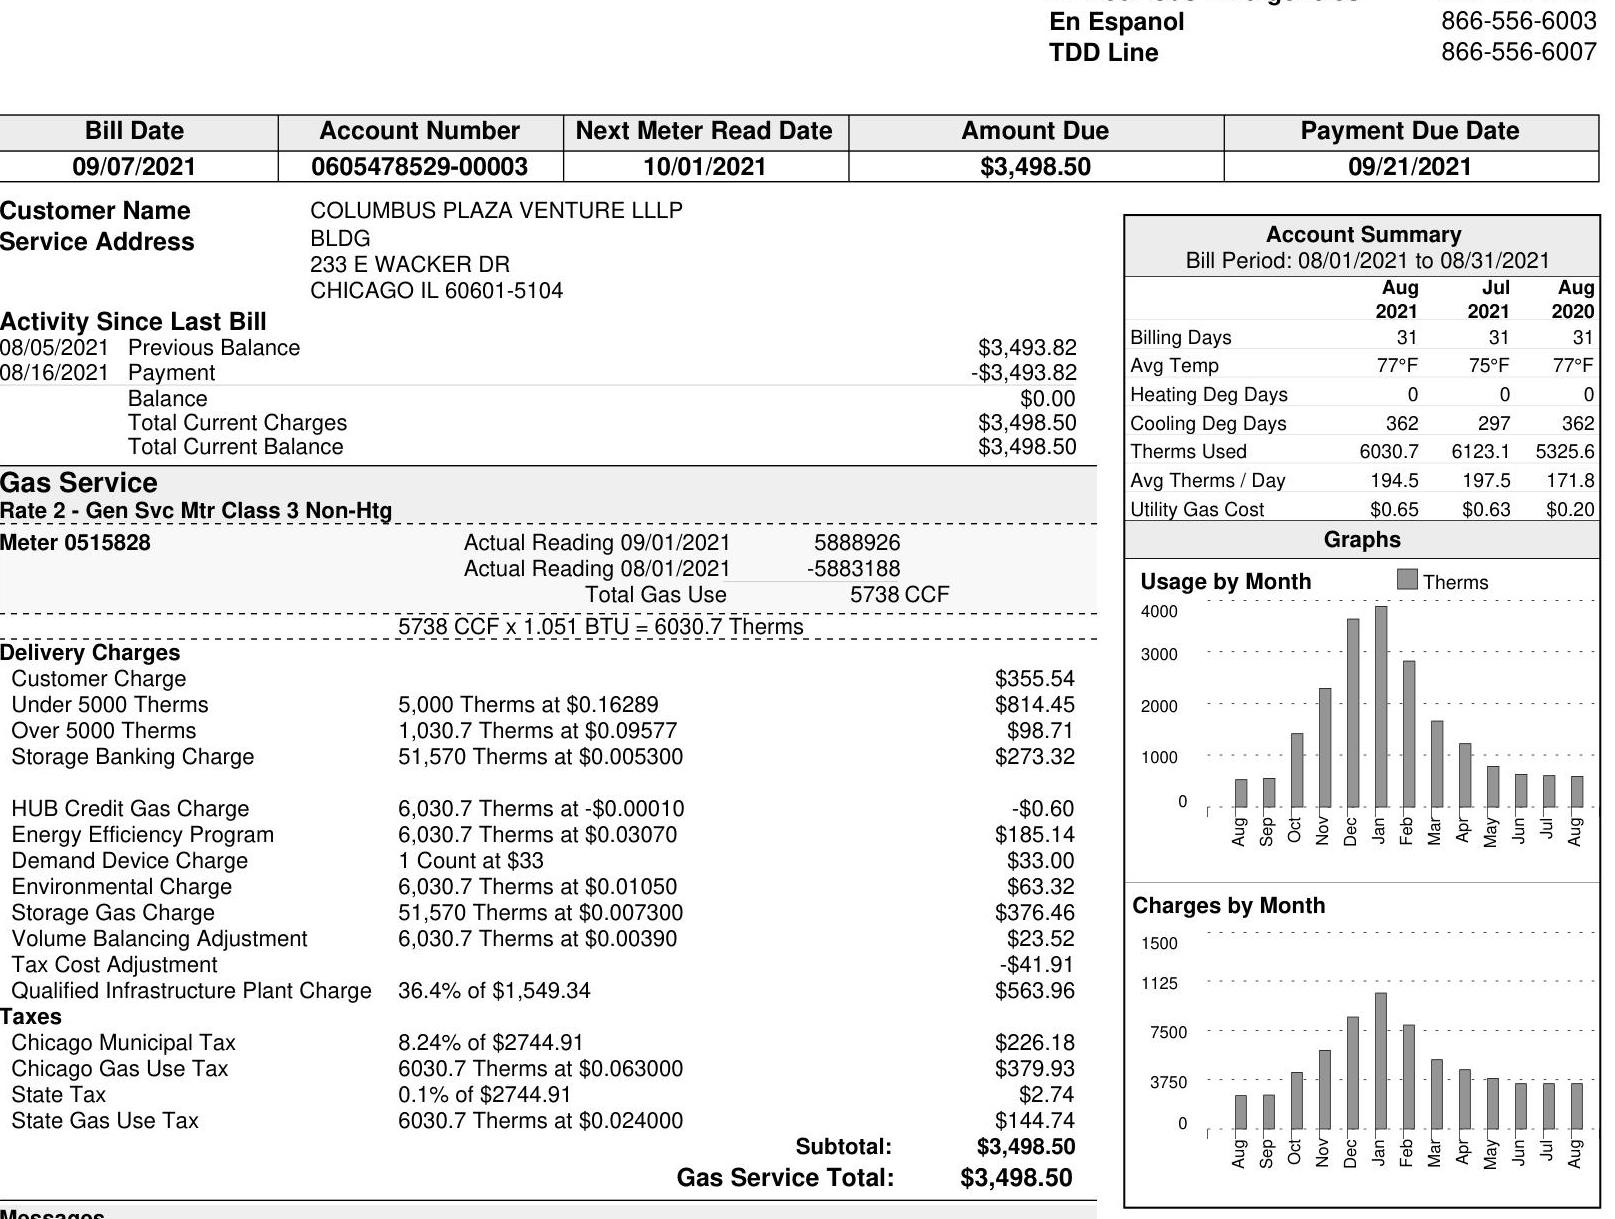 En Espanol 866-556-6003
TDD Line 866-556-6007
Bill Date Account Number Next Meter Read Date Amount Due Payment Due Date
09/07/2021 0605478529-00003 10/01/2021 $3,498.50 09/21/2021
Customer Name COLUMBUS PLAZA VENTURE LLLP
Service Address BLDG
233 E WACKER DR
CHICAGO IL 60601-5104
Activity Since Last Bill
08/05/2021 Previous Balance $3,493.82
08/16/2021 Payment -$3,493.82
Balance $0.00
Total Current Charges $3,498.50
Total Current Balance $3,498.50
Gas Service
Rate 2 - Gen Svc Mtr Class 3 Non-Htg
Meter 0515828 Actual Reading 09/01/2021 5888926
Actual Reading 08/01/2021 -5883188
Total Gas Use 5738 CCF
5738 CCF x 1.051 BTU = 6030.7 Therms
Delivery Charges
Customer Charge $355.54
Under 5000 Therms 5,000 Therms at $0.16289 $814.45
Over 5000 Therms 1,030.7 Therms at $0.09577 $98.71
Storage Banking Charge 51,570 Therms at $0.005300 $273.32
HUB Credit Gas Charge 6,030.7 Therms at -$0.00010 -$0.60
Energy Efficiency Program 6,030.7 Therms at $0.03070 $185.14
Demand Device Charge 1 Count at $33 $33.00
Environmental Charge 6,030.7 Therms at $0.01050 $63.32
Storage Gas Charge 51,570 Therms at $0.007300 $376.46
Volume Balancing Adjustment 6,030.7 Therms at $0.00390 $23.52
Tax Cost Adjustment -$41.91
Qualified Infrastructure Plant Charge 36.4% of $1,549.34 $563.96
Taxes
Chicago Municipal Tax 8.24% of $2744.91 $226.18
Chicago Gas Use Tax 6030.7 Therms at $0.063000 $379.93
State Tax 0.1% of $2744.91 $2.74
State Gas Use Tax 6030.7 Therms at $0.024000 $144.74
Subtotal: $3,498.50
Gas Service Total: $3,498.50
Messages
Account Summary
Bill Period: 08/01/2021 to 08/31/2021
Aug Jul Aug
2021 2021 2020
Billing Days 31 31 31
Avg Temp 77°F 75°F 77°F
Heating Deg Days 0 0 0
Cooling Deg Days 362 297 362
Therms Used 6030.7 6123.1 5325.6
Avg Therms / Day 194.5 197.5 171.8
Utility Gas Cost $0.65 $0.63 $0.20
Graphs
Usage by Month Therms
4000
3000
2000
1000
0
Aug Sep Oct Nov Dec Jan Feb Mar Apr May Jun Jul Aug
Charges by Month
1500
1125
7500
3750
0
Aug Sep Oct Nov Dec Jan Feb Mar Apr May Jun Jul Aug